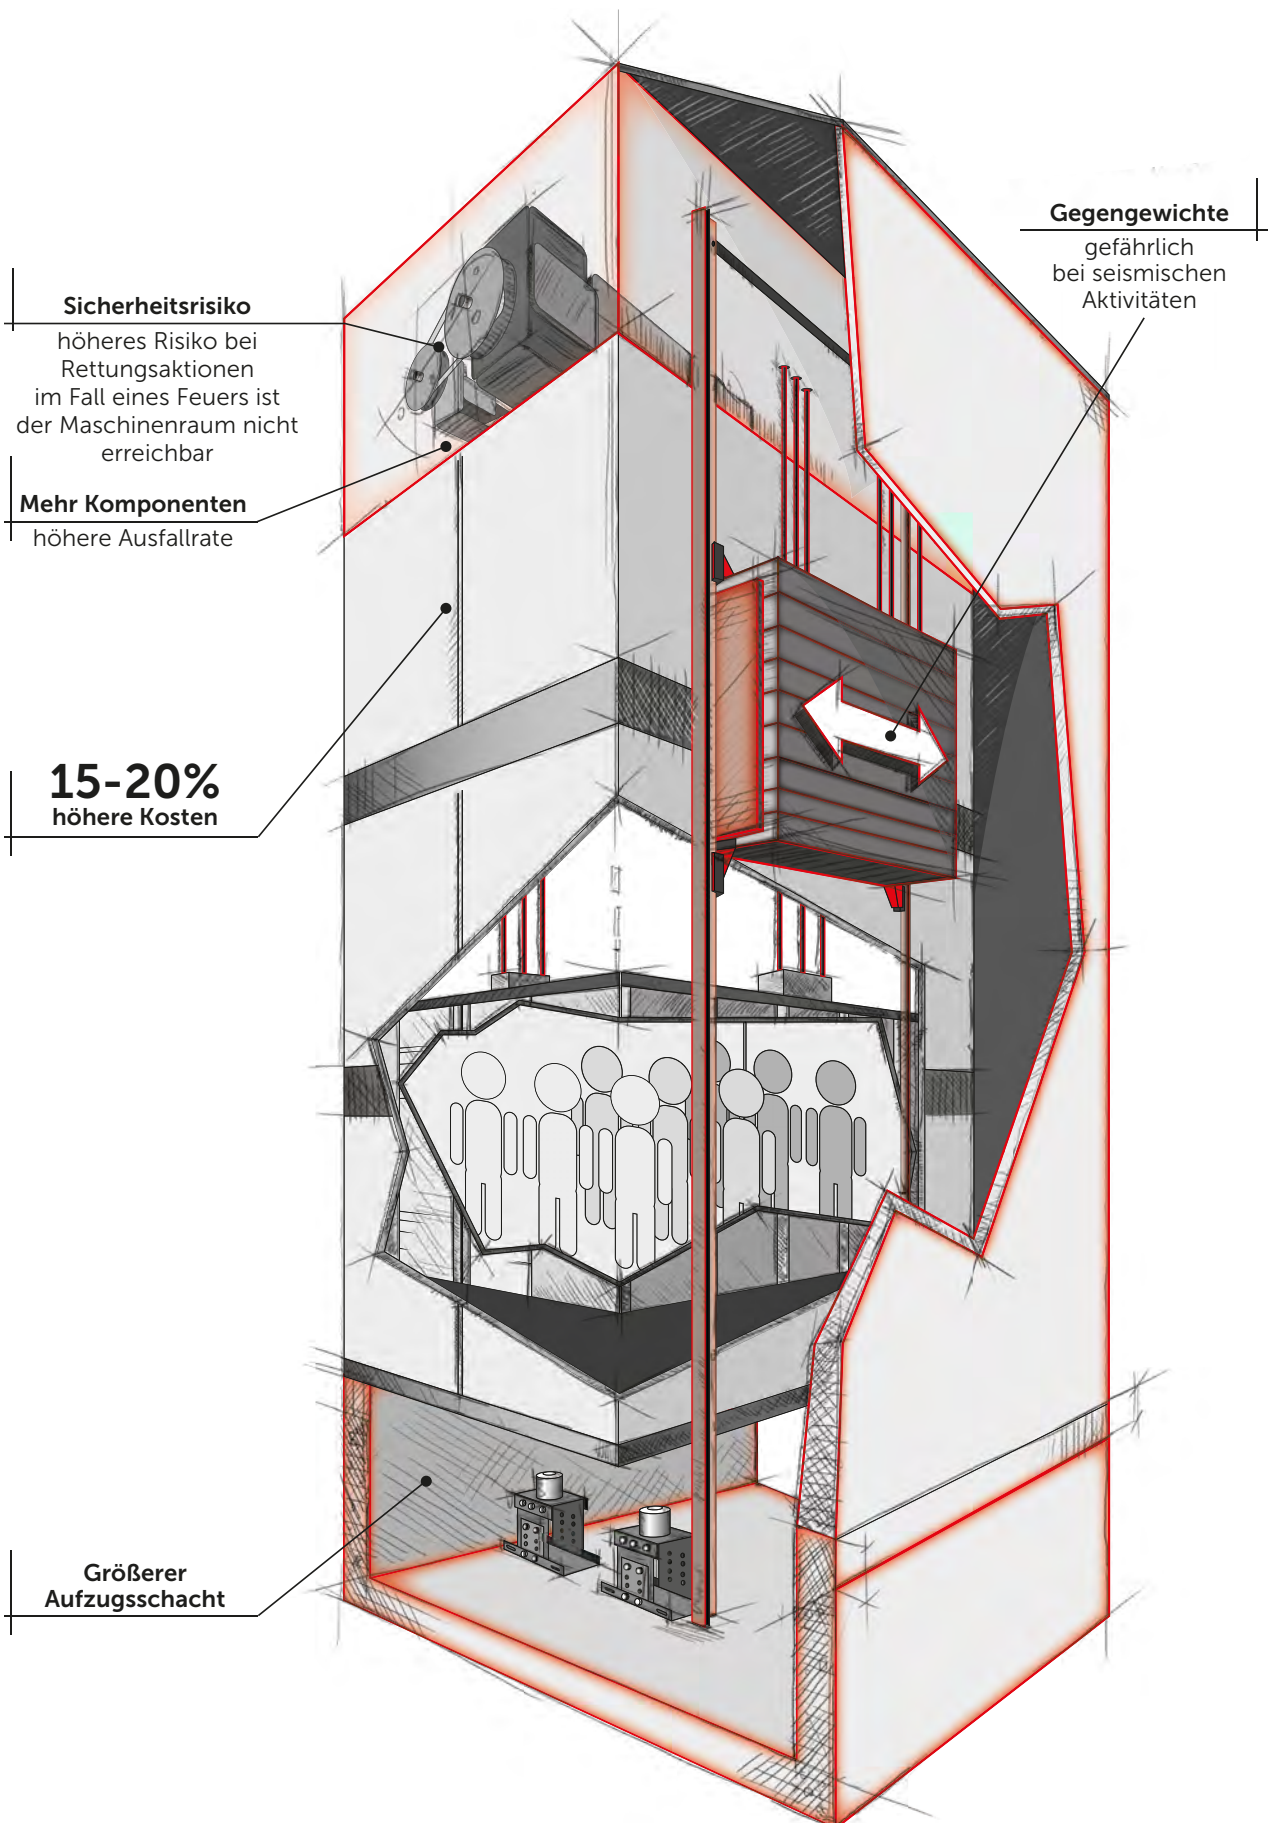 Gegengewichte
gefährlich
bei seismischen
Aktivitäten
Sicherheitsrisiko
höheres Risiko bei
Rettungsaktionen
im Fall eines Feuers ist
der Maschinenraum nicht
erreichbar
Mehr Komponenten
höhere Ausfallrate
15-20%
höhere Kosten
Größerer
Aufzugsschacht